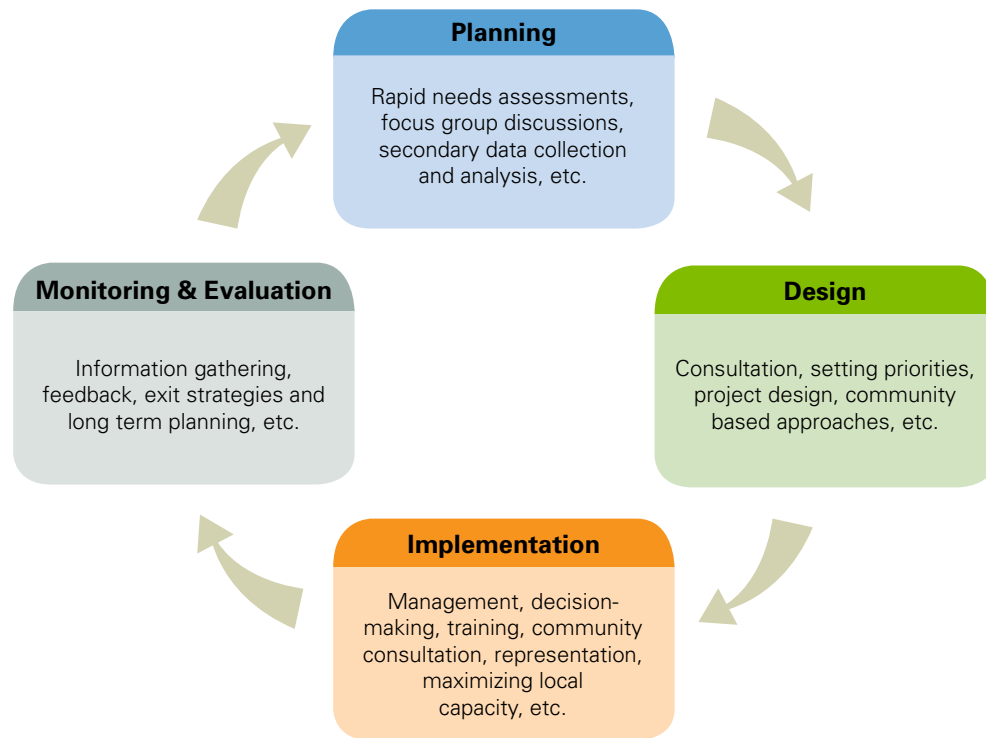 Planning
Rapid needs assessments,
focus group discussions,
secondary data collection
and analysis, etc.
Monitoring & Evaluation
Information gathering,
feedback, exit strategies and
long term planning, etc.
Design
Consultation, setting priorities,
project design, community
based approaches, etc.
Implementation
Management, decision-
making, training, community
consultation, representation,
maximizing local
capacity, etc.